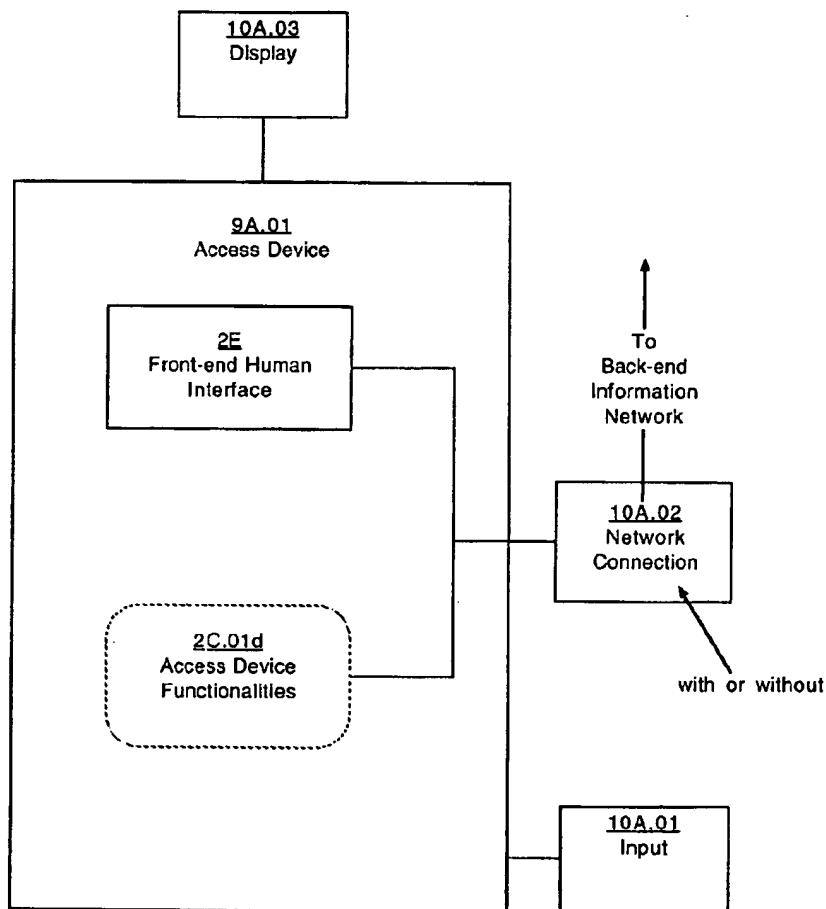 10A.03
Display
9A.01
Access Device
2E
Front-end Human
Interface
To
Back-end
Information
Network
10A.02
Network
Connection
2C.01d
Access Device
Functionalities
with or without
10A.01
Input